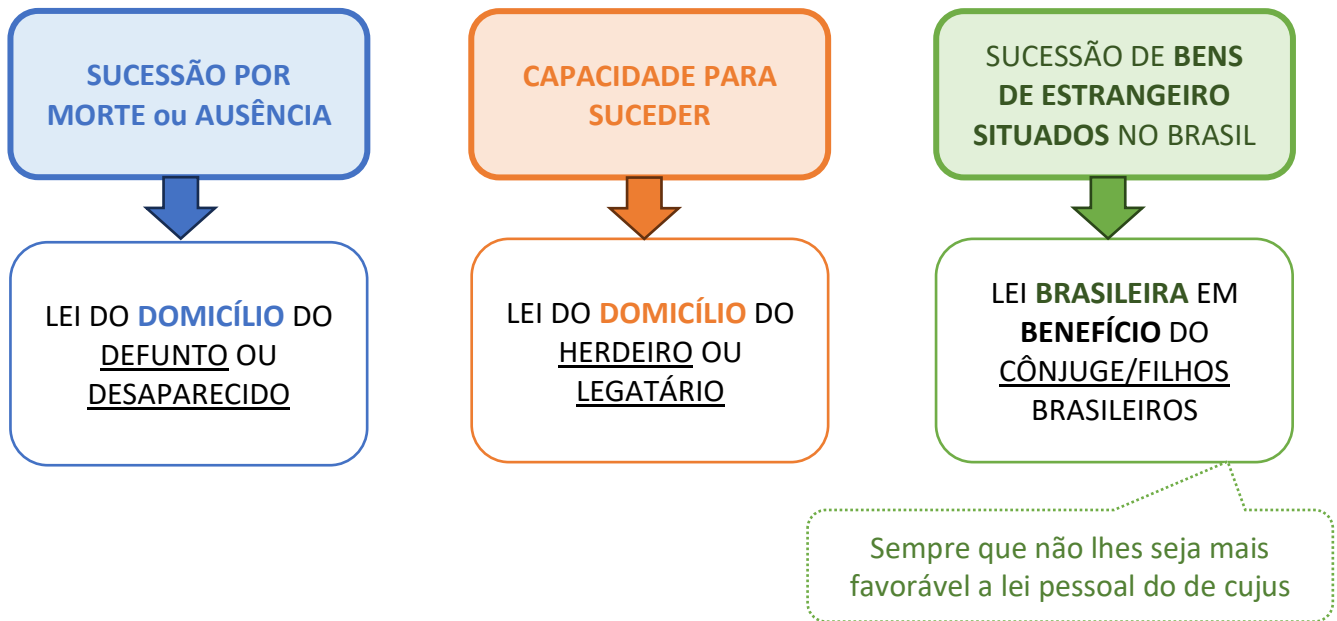 SUCESSÃO POR
MORTE ou AUSÊNCIA
LEI DO DOMICÍLIO DO
DEFUNTO OU
DESAPARECIDO
CAPACIDADE PARA
SUCEDER
LEI DO DOMICÍLIO DO
HERDEIRO OU
LEGATÁRIO
SUCESSÃO DE BENS
DE ESTRANGEIRO
SITUADOS NO BRASIL
LEI BRASILEIRA EM
BENEFÍCIO DO
CÔNJUGE/FILHOS
BRASILEIROS
Sempre que não lhes seja mais
favorável a lei pessoal do de cujus